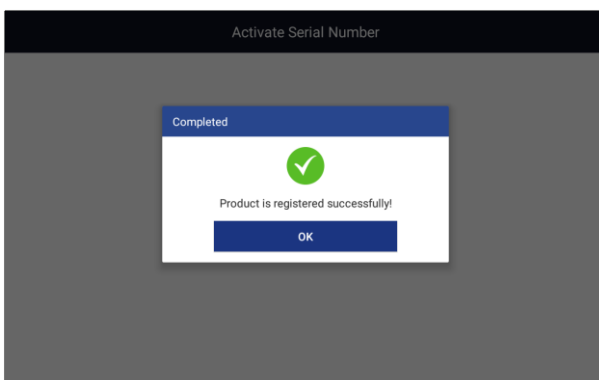 Activate Serial Number
Completed
Product is registered successfully!
OK